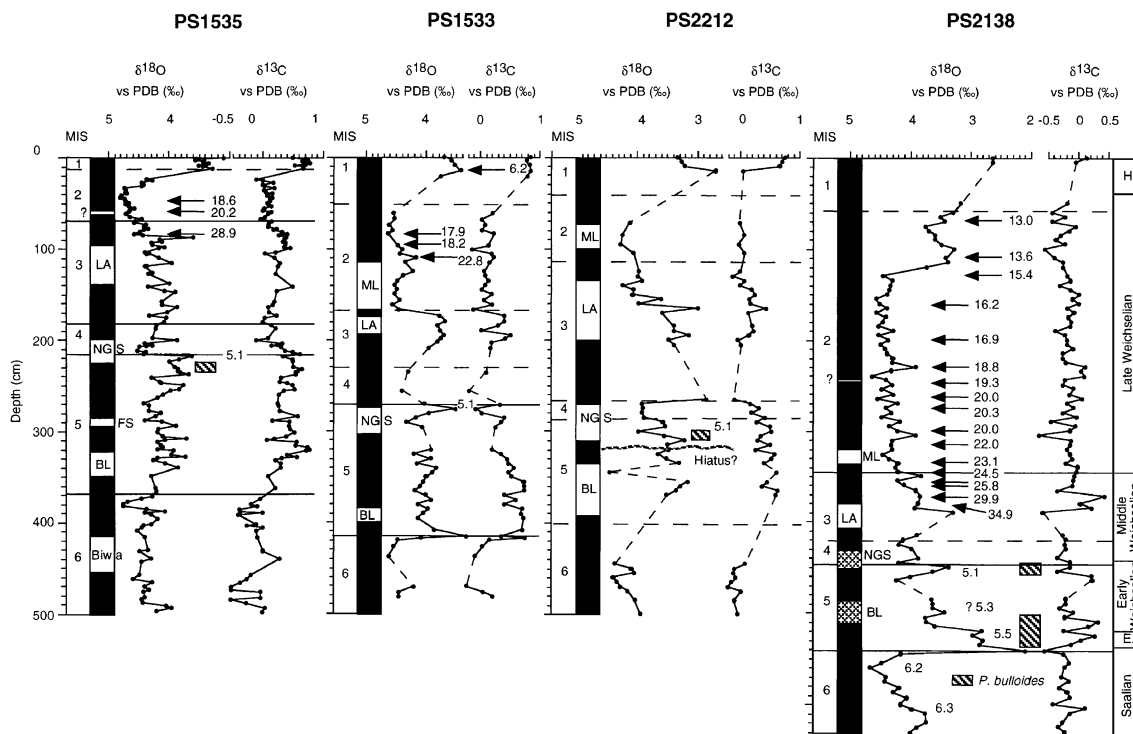 PS1535 PS1533 PS2212 PS2138
δ18O δ13C δ18O δ13C δ18O δ13C δ18O δ13C
vs PDB (‰) vs PDB (‰) vs PDB (‰) vs PDB (‰) vs PDB (‰) vs PDB (‰) vs PDB (‰) vs PDB (‰)
5 4 -0.5 0 1 5 4 0 1 5 4 0 1 5 4 3 2 -0.5 0 0.5
MIS MIS MIS MIS
Depth (cm)
0
100
200
300
400
500
1
2
?
3
4
5
6
LA
NGS
FS
BL
Biwa
18.6
20.2
28.9
5.1
1
2
3
4
5
6
ML
LA
NGS
BL
6.2
17.9
18.2
22.8
5.1
1
2
3
4
5
6
ML
LA
NGS
BL
5.1
Hiatus?
1
2
?
3
4
5
6
ML
LA
NGS
BL
13.0
13.6
15.4
16.2
16.9
18.8
19.3
20.0
20.3
20.0
22.0
23.1
24.5
25.8
29.9
34.9
5.1
? 5.3
5.5
6.2
6.3
P. bulloides
H
Late Weichselian
Middle
Weichselian
Early
Weichselian
E
Saalian